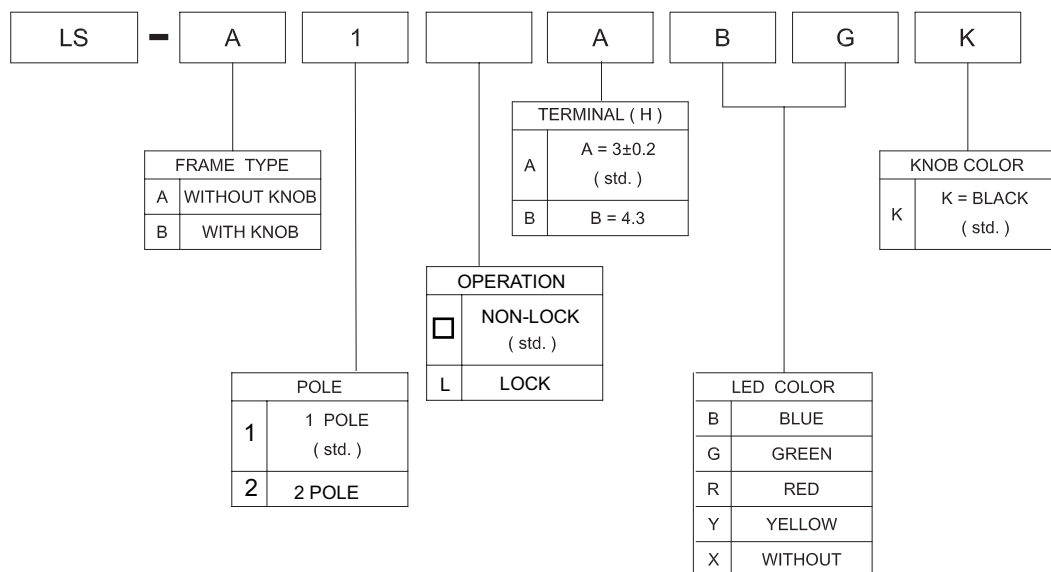 LS - A 1 A B G K
TERMINAL ( H )
A A = 3±0.2
( std. )
B B = 4.3
FRAME TYPE
A WITHOUT KNOB
B WITH KNOB
KNOB COLOR
K K = BLACK
( std. )
OPERATION
□ NON-LOCK
( std. )
L LOCK
POLE
1 1 POLE
( std. )
2 2 POLE
LED COLOR
B BLUE
G GREEN
R RED
Y YELLOW
X WITHOUT